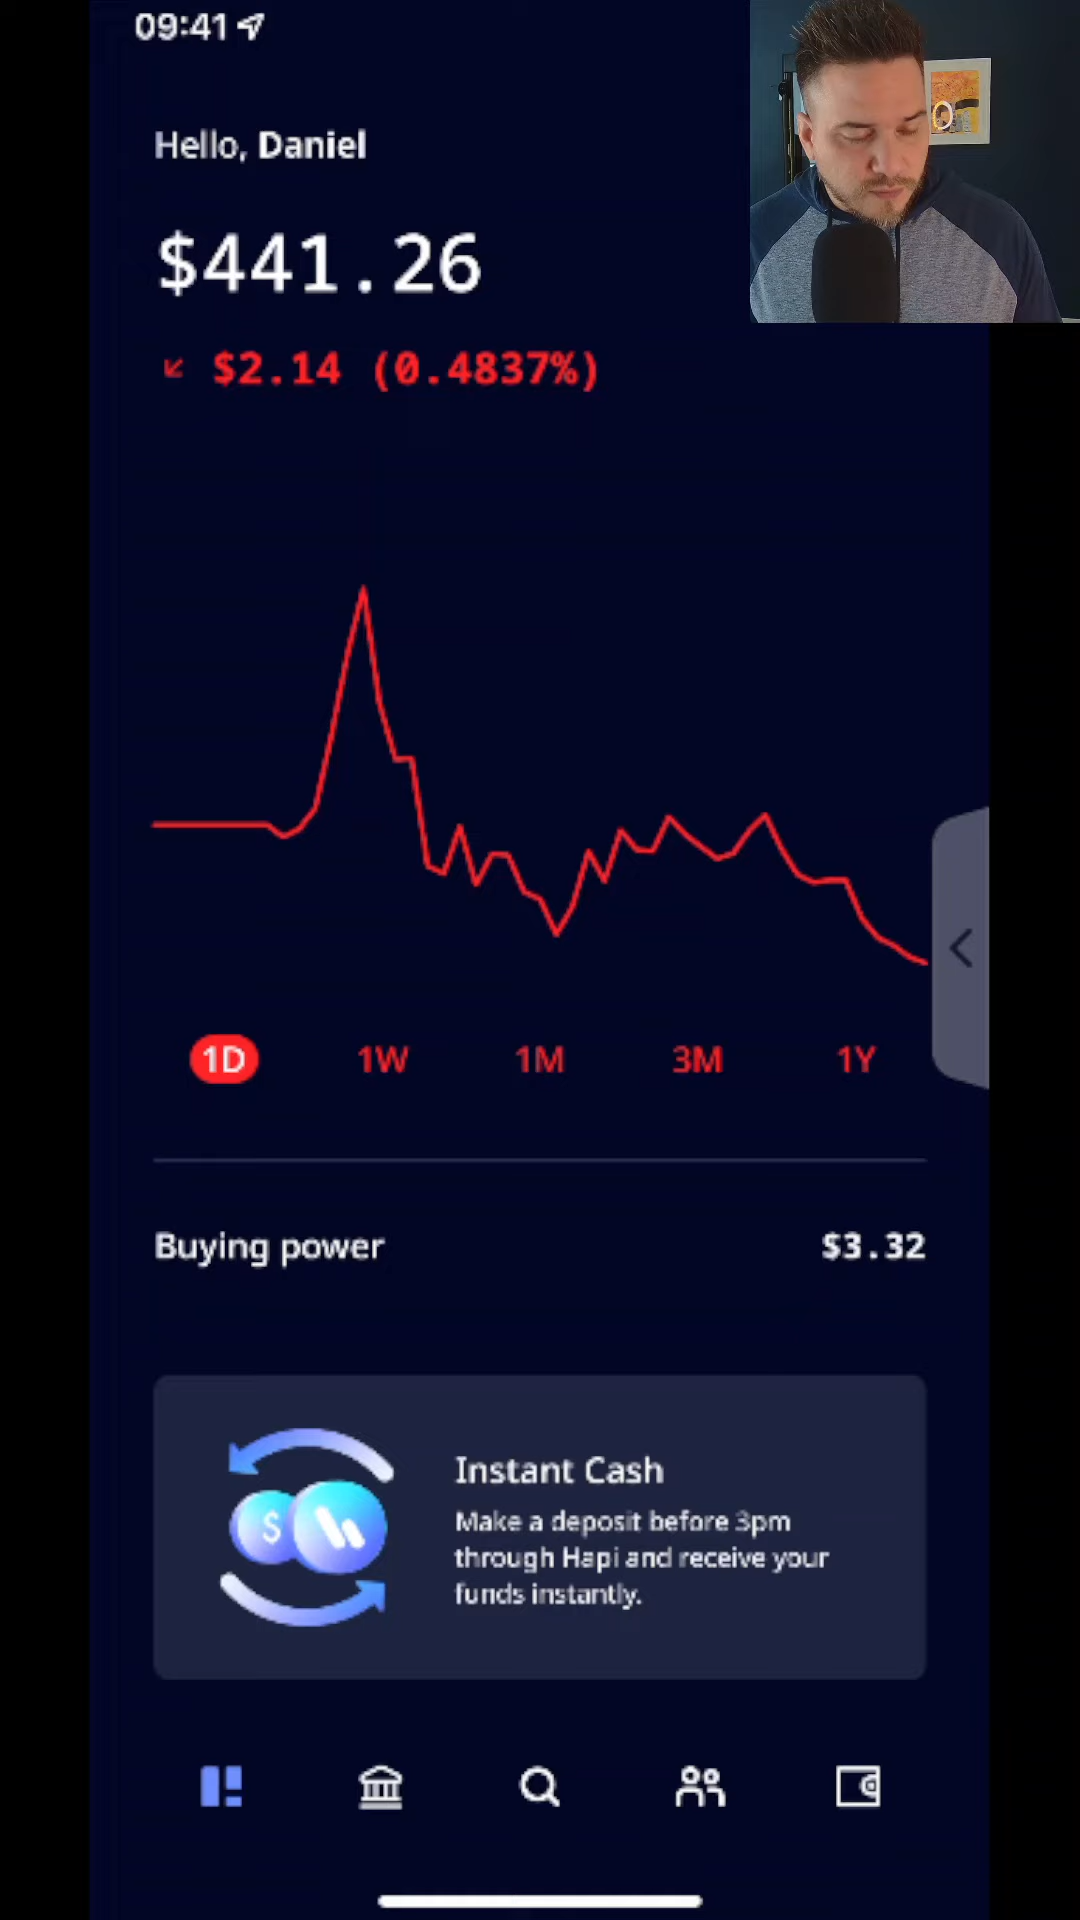 09:41
Hello, Daniel
$441.26
$2.14 (0.4837%)
1D 1W 1M 3M 1Y
Buying power $3.32
Instant Cash
Make a deposit before 3pm
through Hapi and receive your
funds instantly.